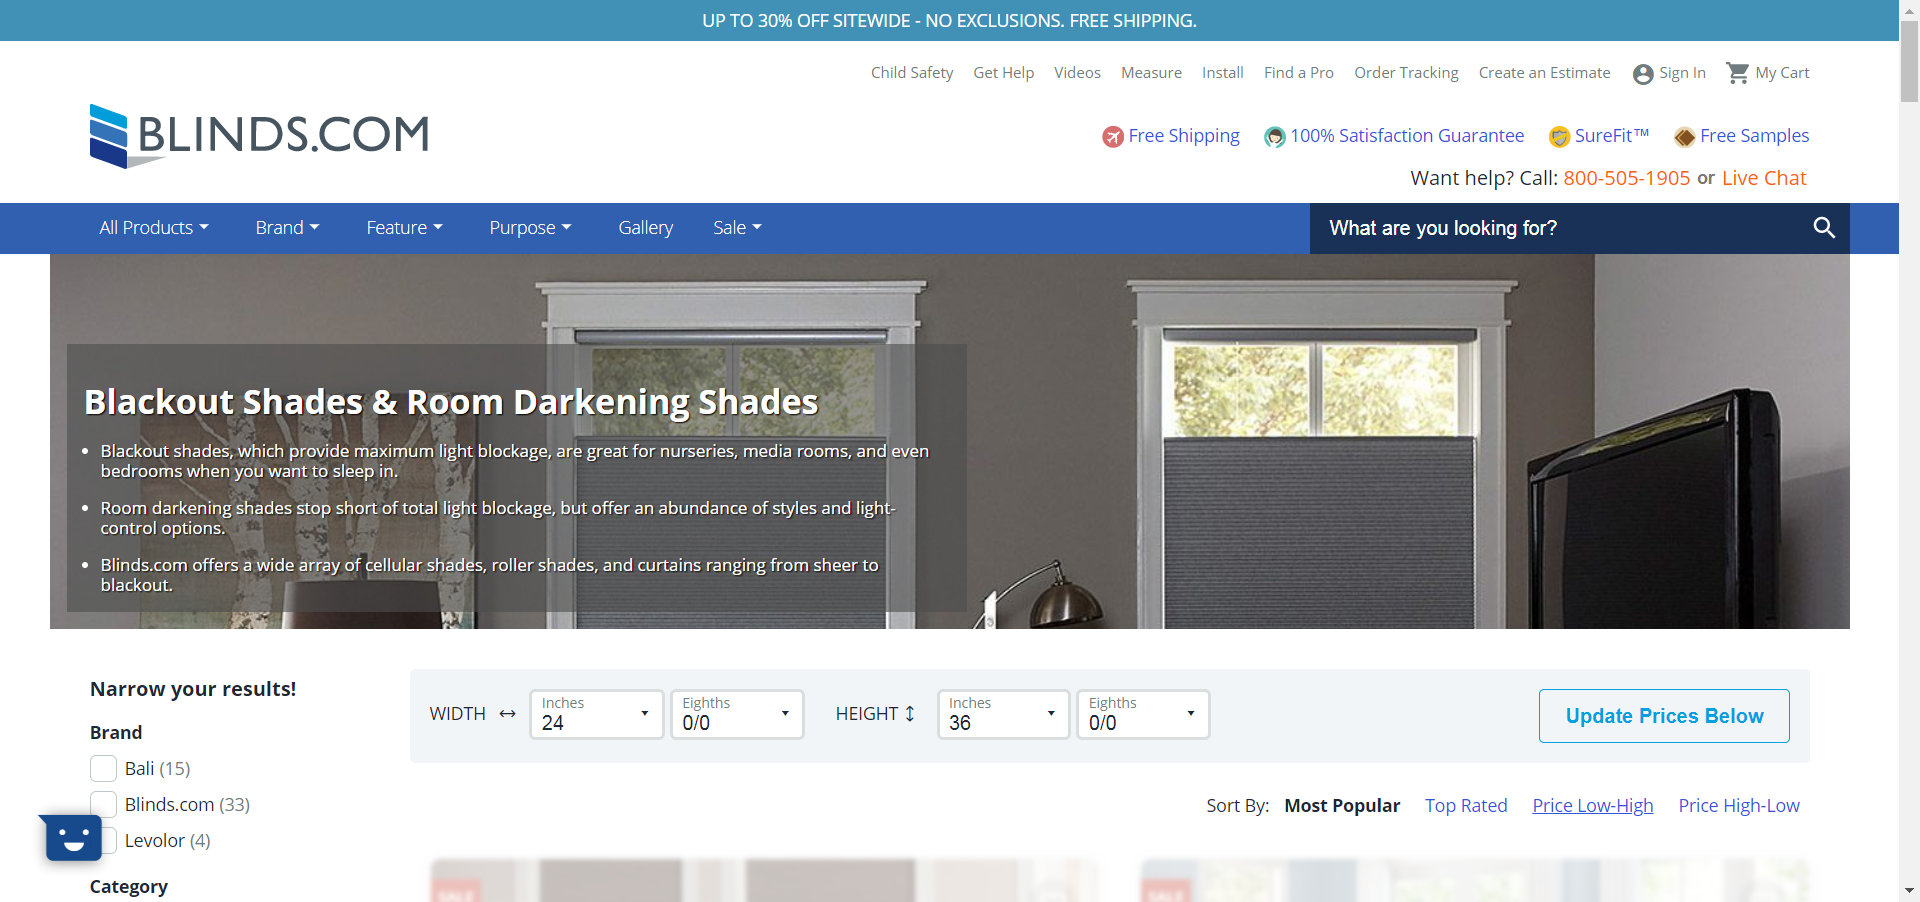 UP TO 30% OFF SITEWIDE - NO EXCLUSIONS. FREE SHIPPING.
Child Safety Get Help Videos Measure Install Find a Pro Order Tracking Create an Estimate Sign In My Cart
BLINDS.COM
Free Shipping 100% Satisfaction Guarantee SureFit™ Free Samples
Want help? Call: 800-505-1905 or Live Chat
All Products Brand Feature Purpose Gallery Sale What are you looking for?
Blackout Shades & Room Darkening Shades
• Blackout shades, which provide maximum light blockage, are great for nurseries, media rooms, and even
bedrooms when you want to sleep in.
• Room darkening shades stop short of total light blockage, but offer an abundance of styles and light-
control options.
• Blinds.com offers a wide array of cellular shades, roller shades, and curtains ranging from sheer to
blackout.
Narrow your results!
Brand
Bali (15)
Blinds.com (33)
Levolor (4)
Category
WIDTH Inches 24 Eighths 0/0 HEIGHT Inches 36 Eighths 0/0 Update Prices Below
Sort By: Most Popular Top Rated Price Low-High Price High-Low
SALE SALE